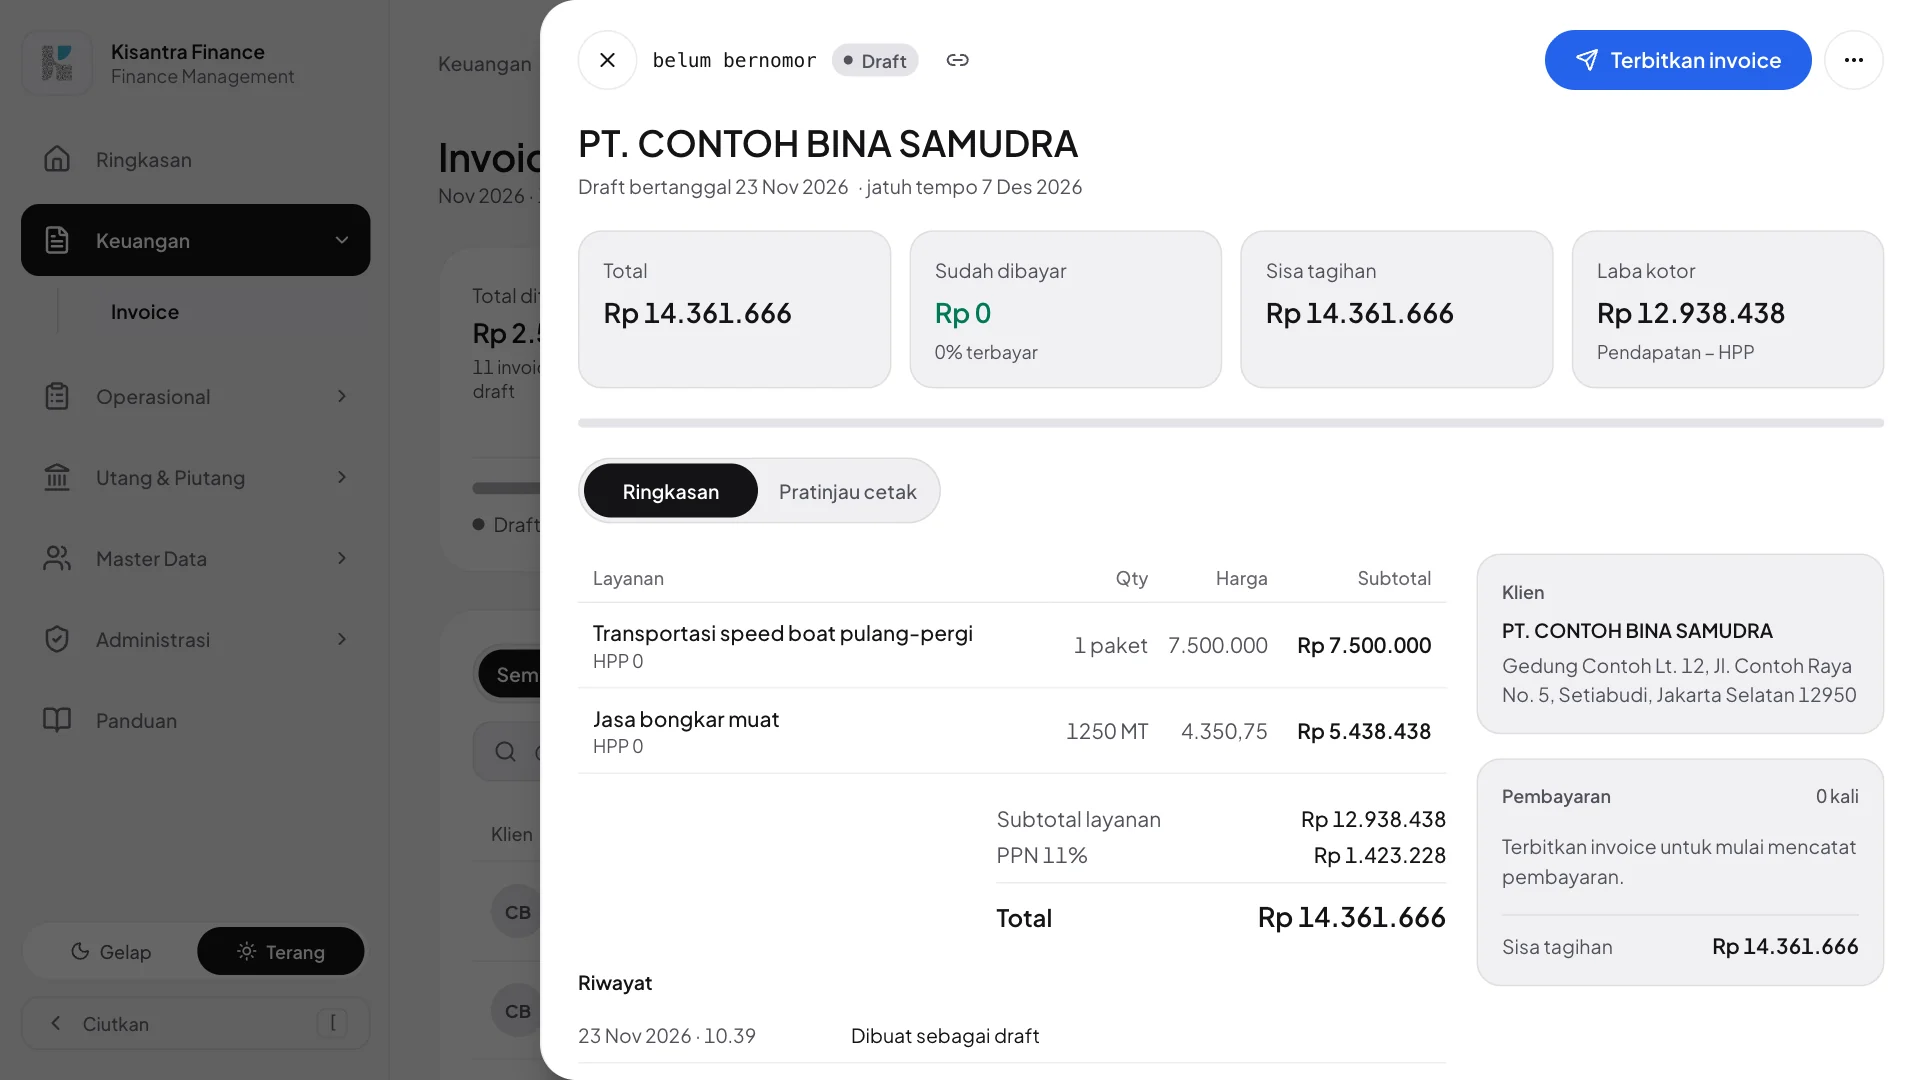 Kisantra Finance
Finance Management
Ringkasan
Keuangan
Invoice
Operasional
Utang & Piutang
Master Data
Administrasi
Panduan
Gelap
Terang
Ciutkan
[
Keuangan
Nov 2026 ·
Rp 2.
11
draft
Draft
Klien
CB
CB
belum bernomor
Draft
Terbitkan invoice
PT. CONTOH BINA SAMUDRA
Draft bertanggal 23 Nov 2026 · jatuh tempo 7 Des 2026
Total
Rp 14.361.666
Sudah dibayar
Rp 0
0% terbayar
Sisa tagihan
Rp 14.361.666
Laba kotor
Rp 12.938.438
Pendapatan – HPP
Ringkasan
Pratinjau cetak
Layanan Qty Harga Subtotal
Transportasi speed boat pulang-pergi
HPP 0
1 paket 7.500.000 Rp 7.500.000
Jasa bongkar muat
HPP 0
1250 MT 4.350,75 Rp 5.438.438
Subtotal layanan Rp 12.938.438
PPN 11% Rp 1.423.228
Total Rp 14.361.666
Riwayat
23 Nov 2026 · 10.39 Dibuat sebagai draft
Klien
PT. CONTOH BINA SAMUDRA
Gedung Contoh Lt. 12, Jl. Contoh Raya
No. 5, Setiabudi, Jakarta Selatan 12950
Pembayaran 0 kali
Terbitkan invoice untuk mulai mencatat
pembayaran.
Sisa tagihan Rp 14.361.666